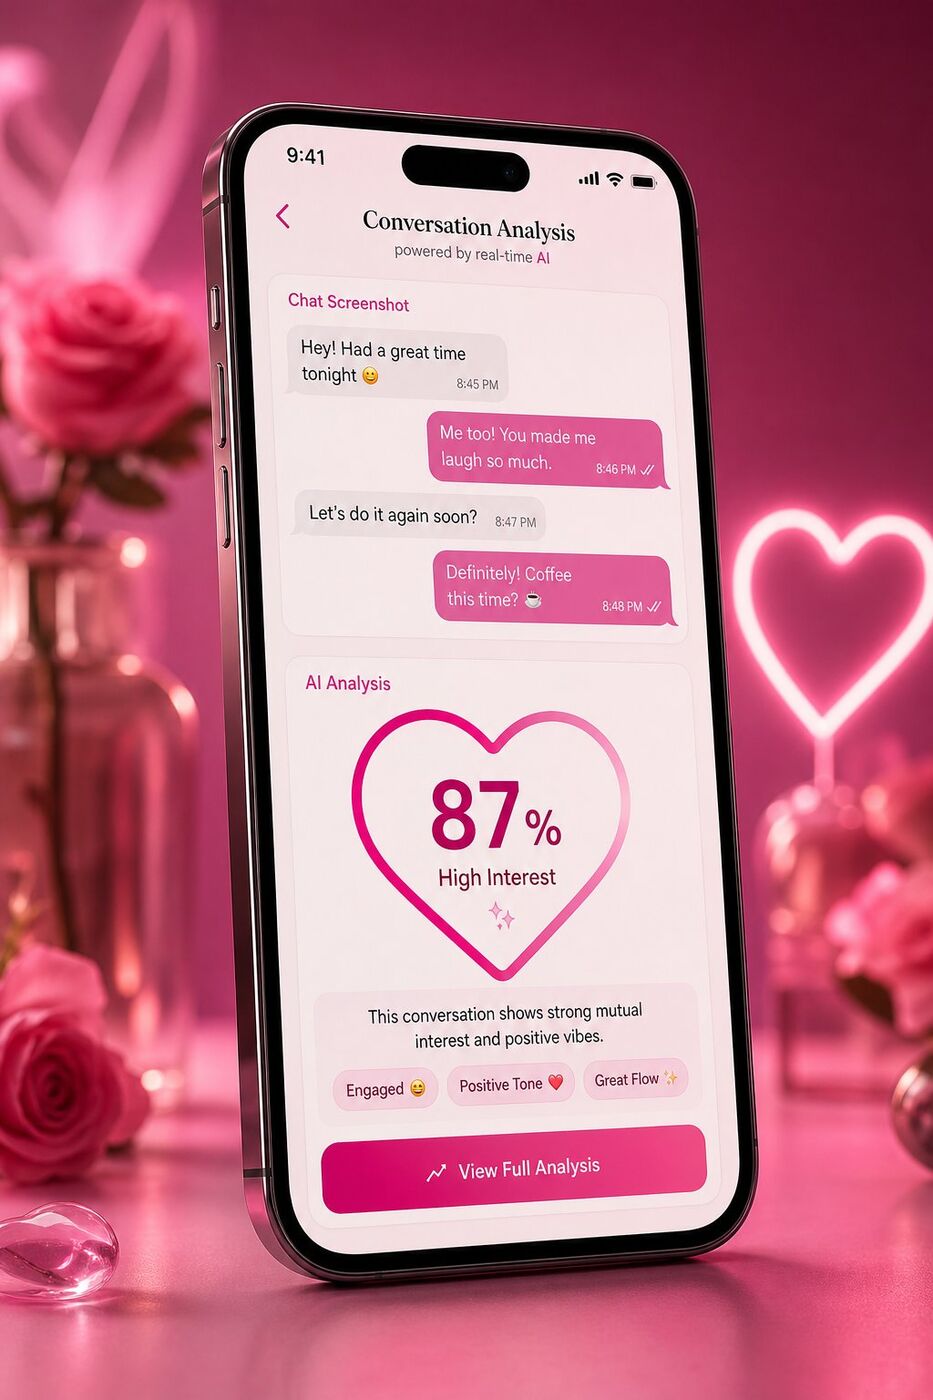 9:41
Conversation Analysis
powered by real-time AI
Chat Screenshot
Hey! Had a great time
tonight 😀
8:45 PM
Me too! You made me
laugh so much.
8:46 PM
Let's do it again soon?
8:47 PM
Definitely! Coffee
this time? ☕
8:48 PM
AI Analysis
87%
High Interest
This conversation shows strong mutual
interest and positive vibes.
Engaged 😄
Positive Tone ❤️
Great Flow ✨
View Full Analysis